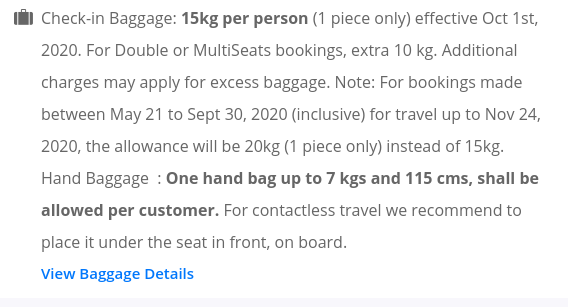 Check-in Baggage: 15kg per person (1 piece only) effective Oct 1st,
2020. For Double or MultiSeats bookings, extra 10 kg. Additional
charges may apply for excess baggage. Note: For bookings made
between May 21 to Sept 30, 2020 (inclusive) for travel up to Nov 24,
2020, the allowance will be 20kg (1 piece only) instead of 15kg.
Hand Baggage : One hand bag up to 7 kgs and 115 cms, shall be
allowed per customer. For contactless travel we recommend to
place it under the seat in front, on board.
View Baggage Details